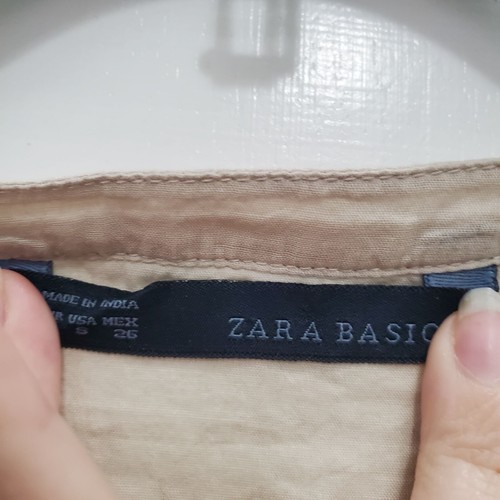 MADE IN INDIA
USA MEX
S 26
ZARA BASIC